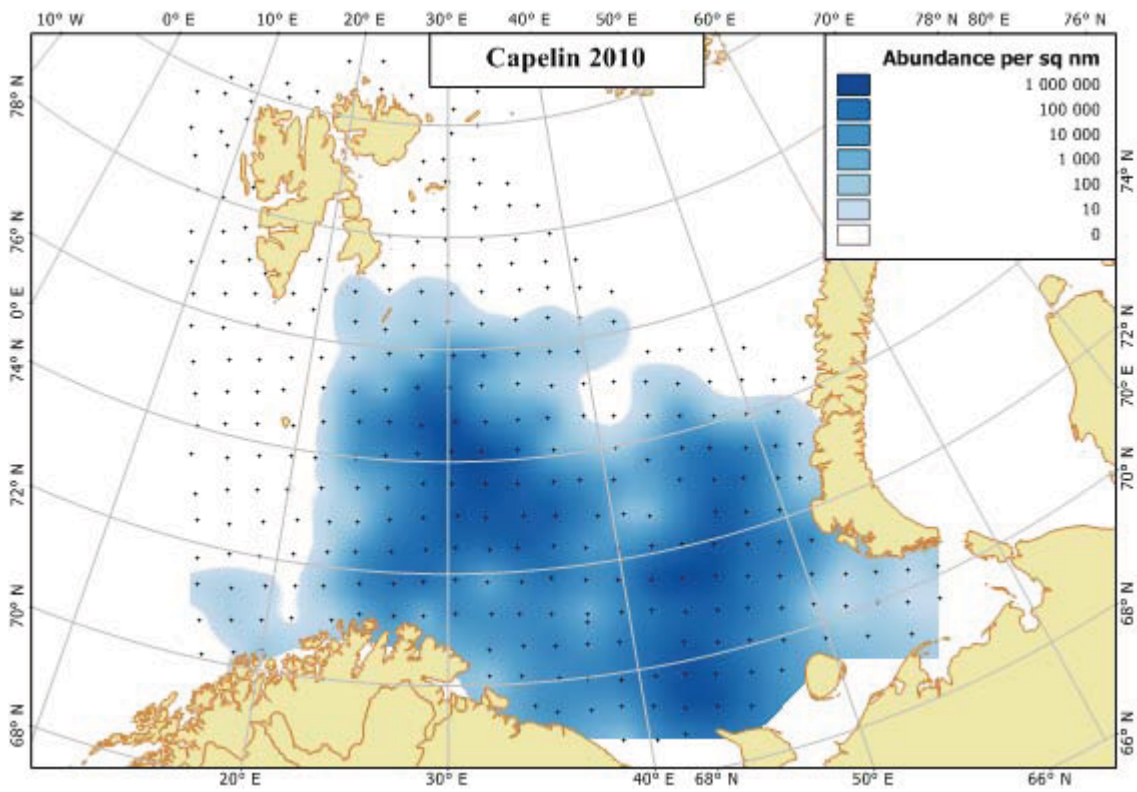 10° W 0° E 10° E 20° E 30° E 40° E 50° E 60° E 70° E 78° N 80° E 76° N
Capelin 2010
Abundance per sq nm
1 000 000
100 000
10 000
1 000
100
10
0
78° N
76° N
0° E
74° N
72° N
70° N
68° N
74° N
72° N
70° E
70° N
68° N
66° N
20° E 30° E 40° E 68° N 50° E 66° N